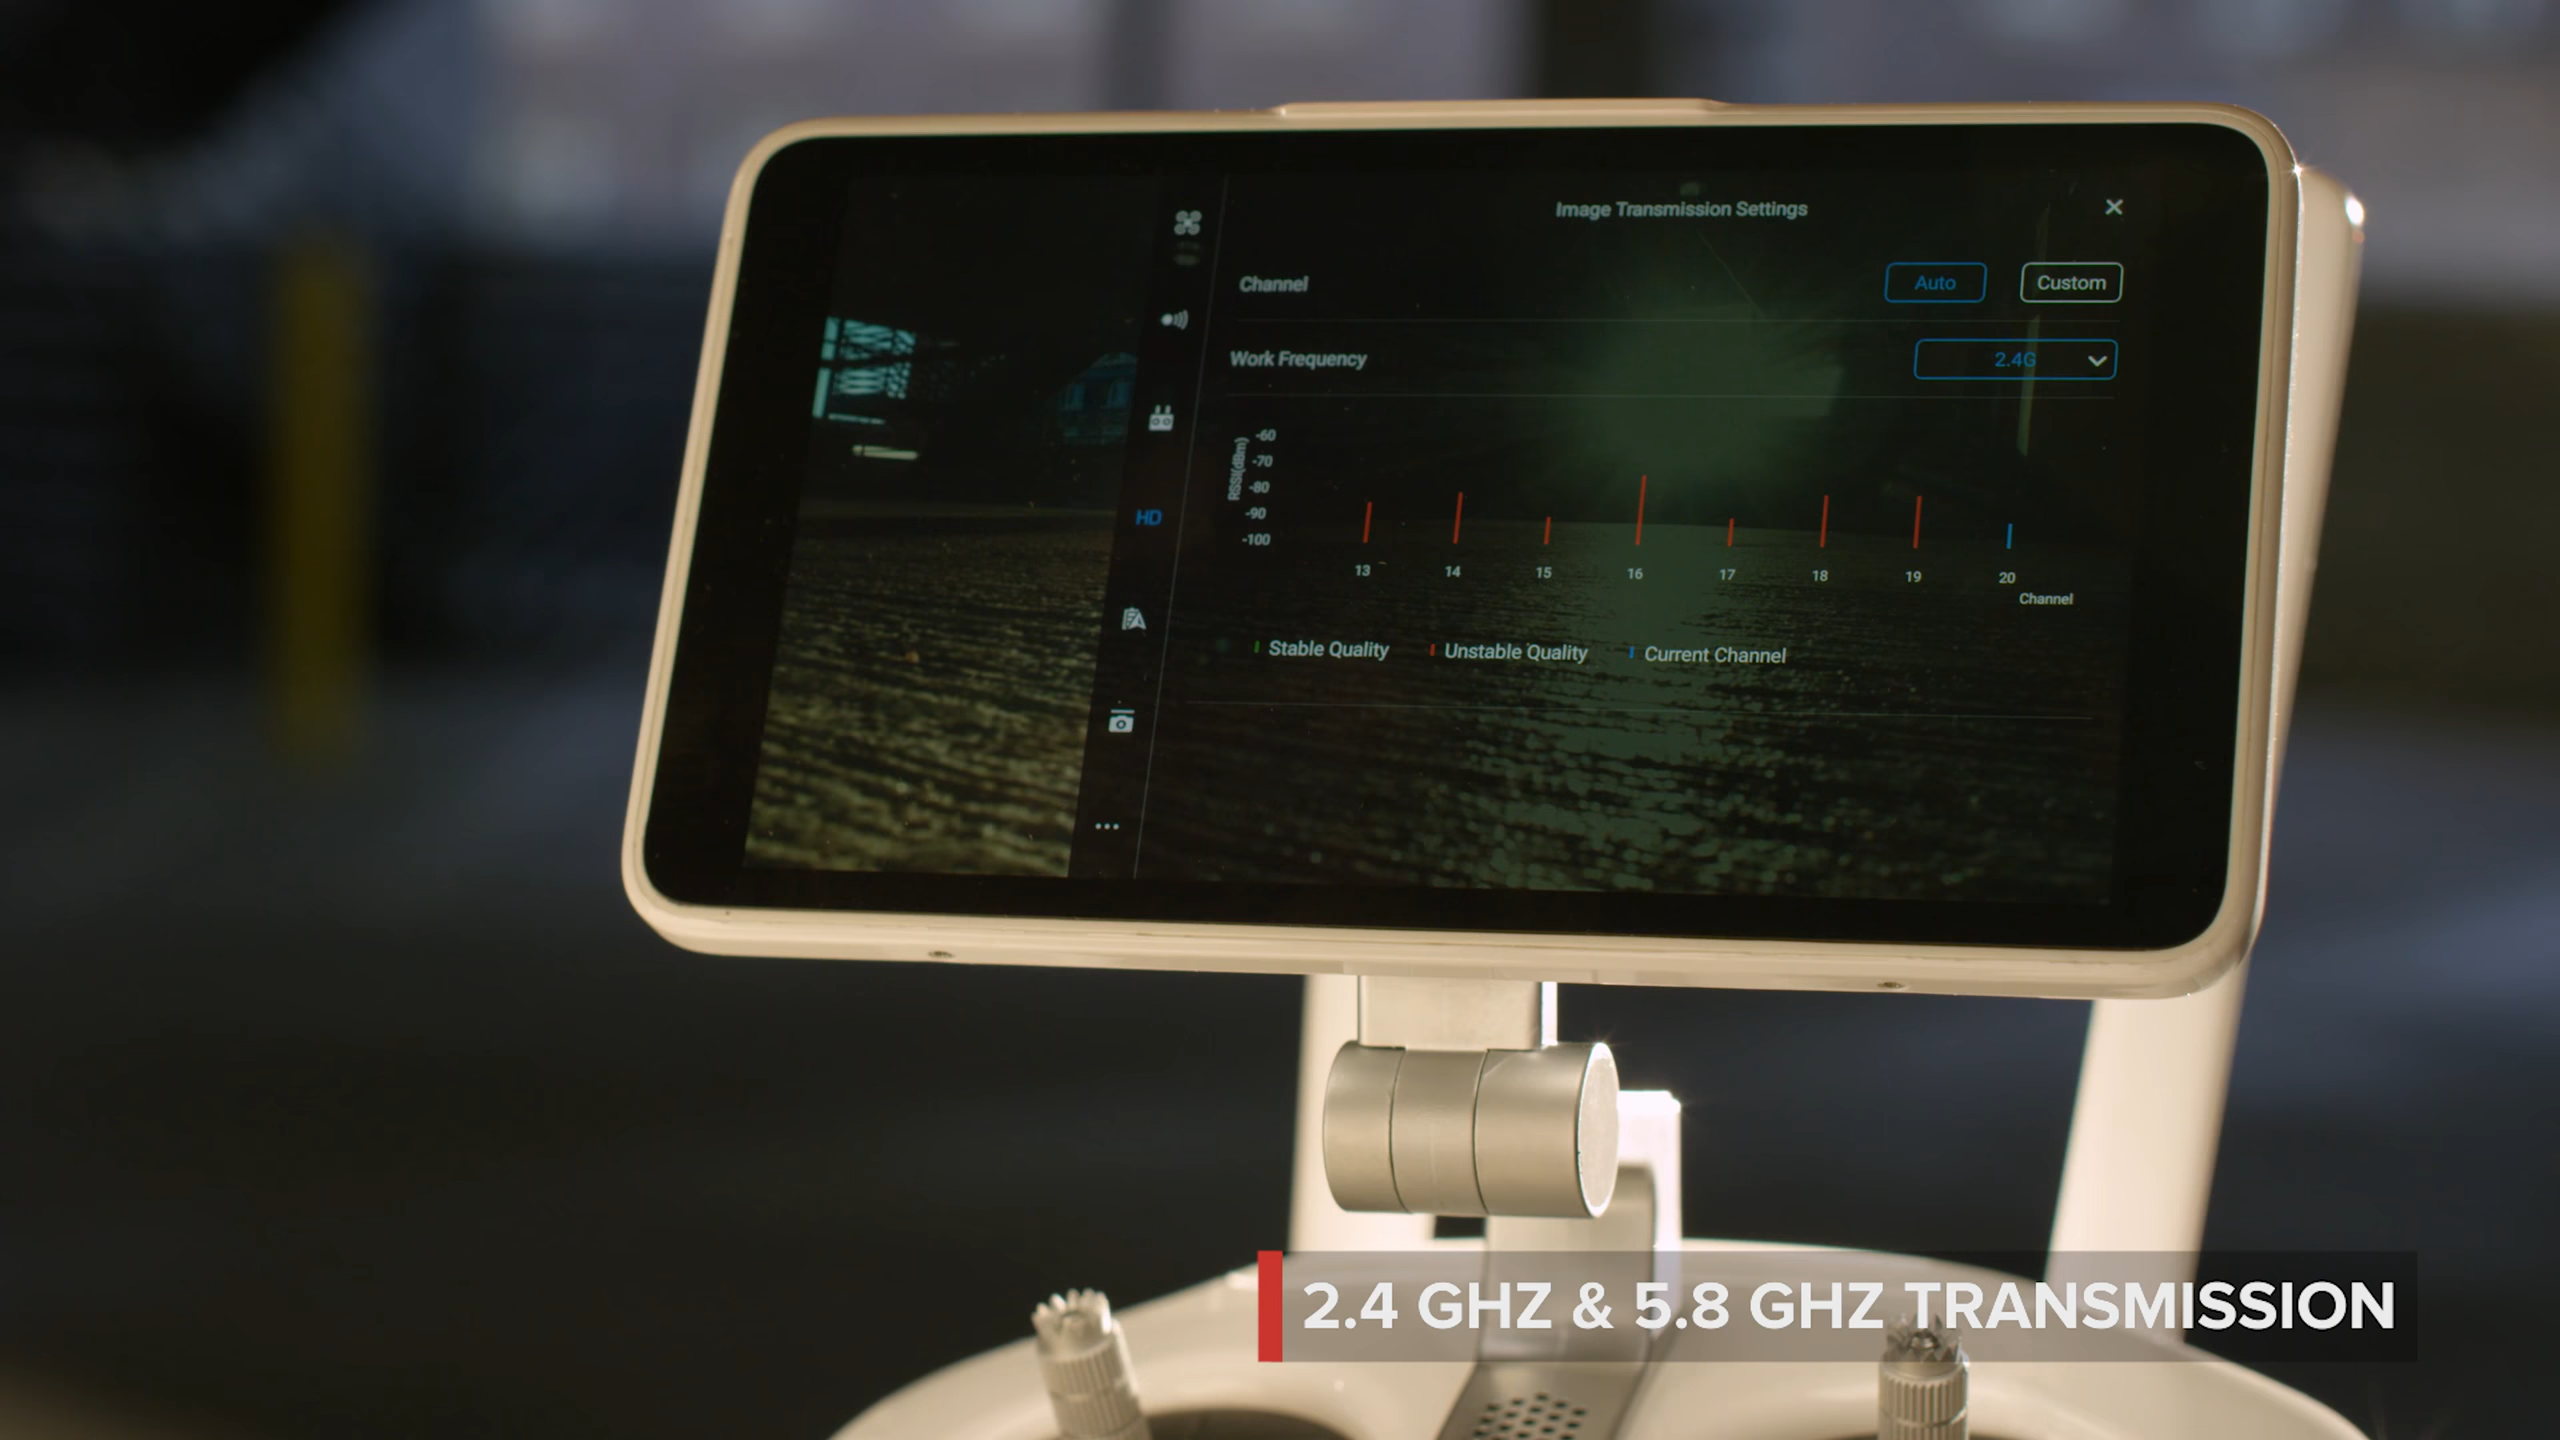 Image Transmission Settings
Channel
Auto
Custom
Work Frequency
2.4G
RSSI(dBm)
-60
-70
-80
-90
-100
13 14 15 16 17 18 19 20
Channel
HD
Stable Quality Unstable Quality Current Channel
2.4 GHZ & 5.8 GHZ TRANSMISSION